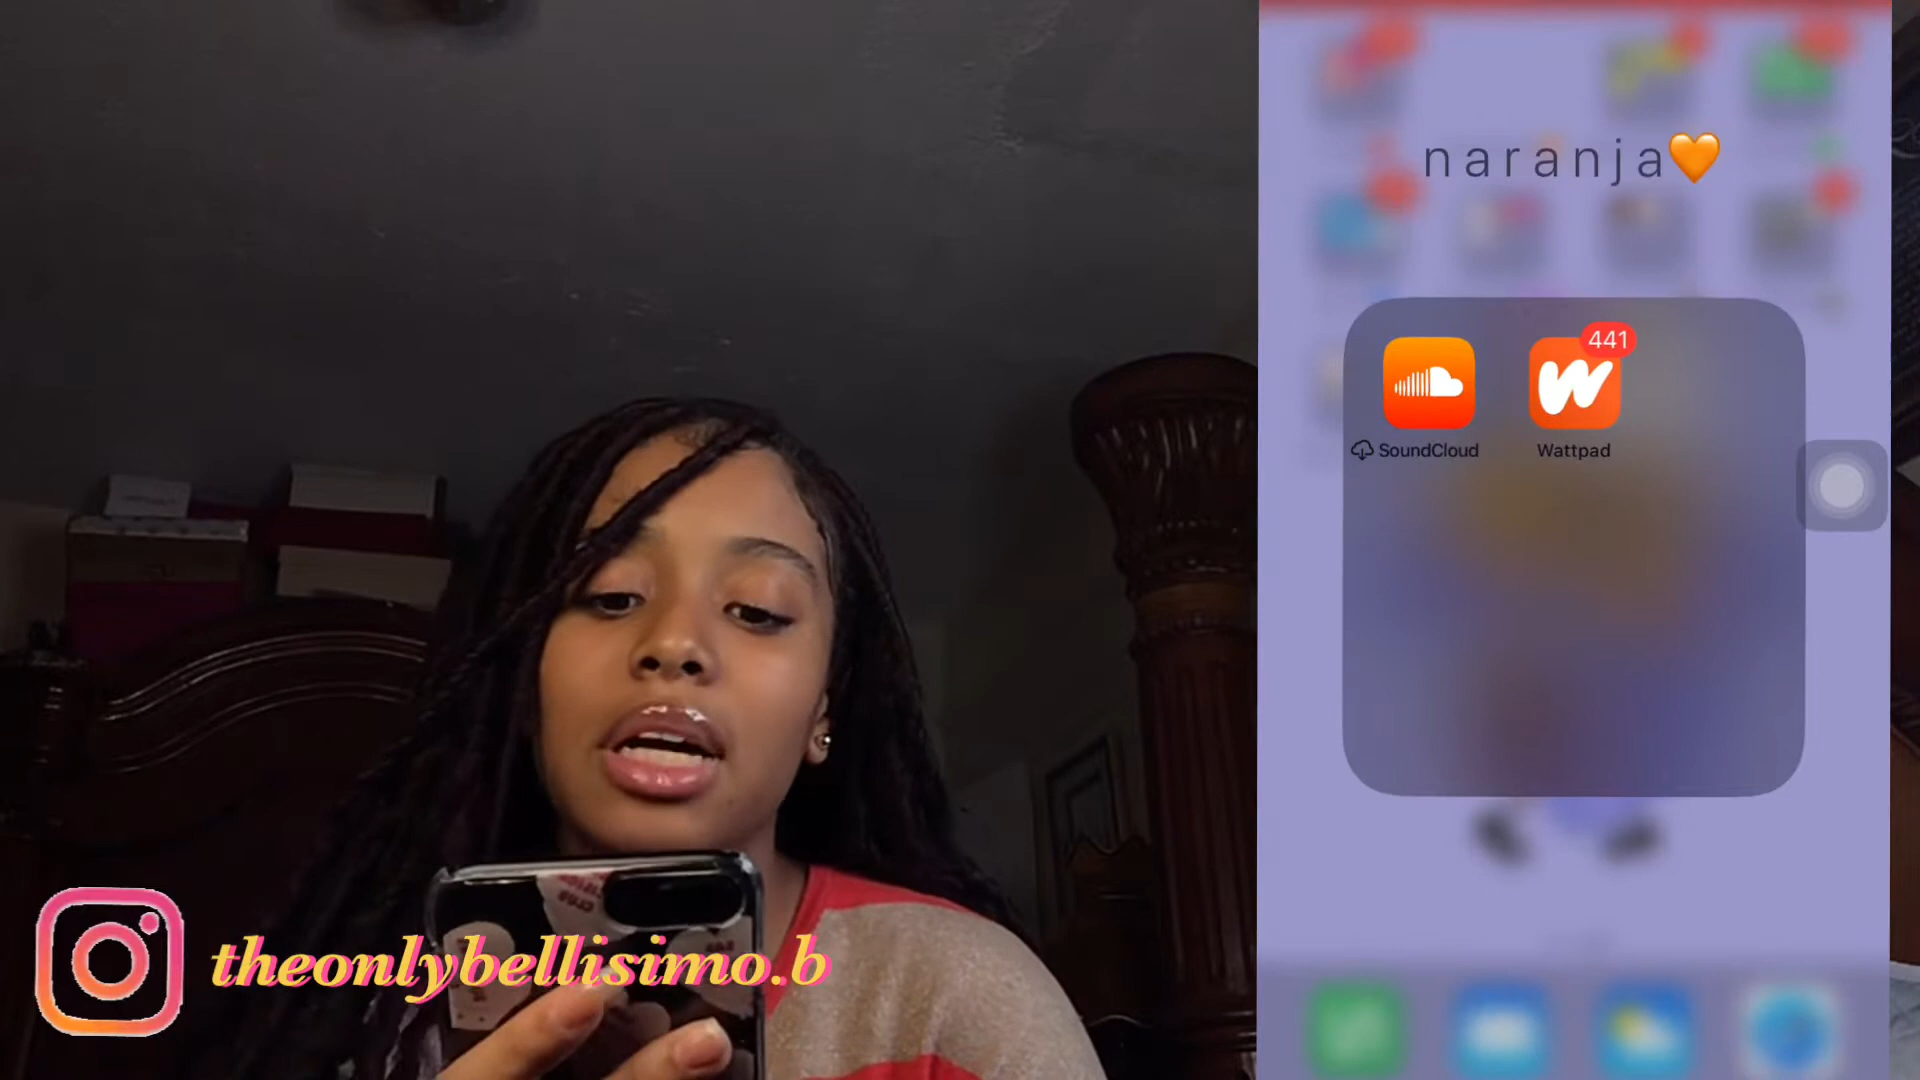 naranja🧡
441
SoundCloud
Wattpad
theonlybellisimo.b